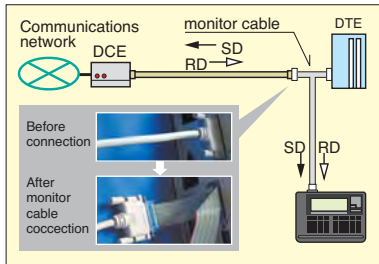 Communications
network
DCE
monitor cable
DTE
SD
RD
Before
connection
After
monitor
cable
coccection
SD RD